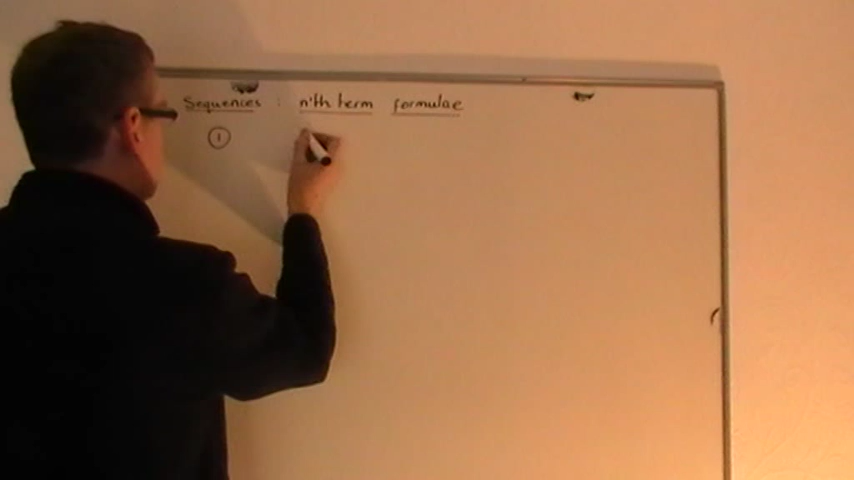 Sequences : n'th term formulae
①